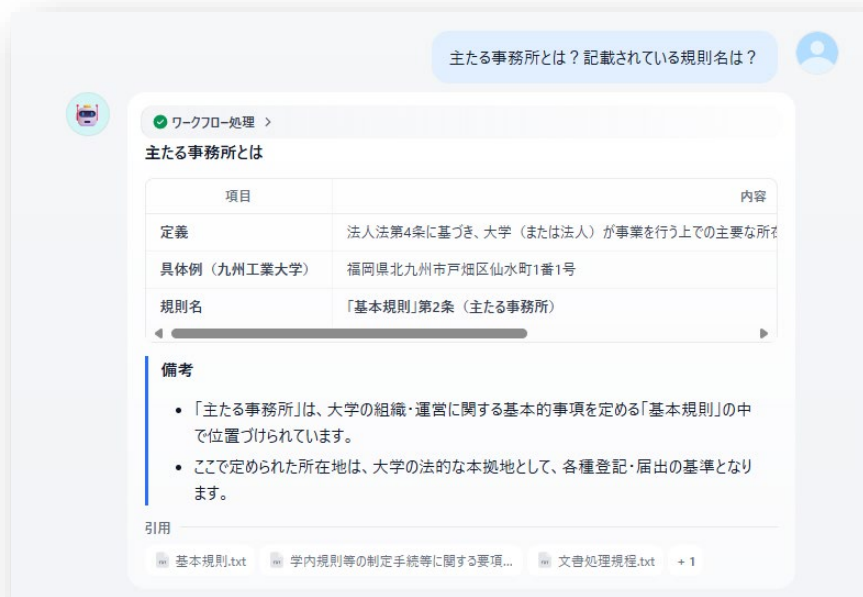 主たる事務所とは？記載されている規則名は？
ワークフロー処理 >
主たる事務所とは
項目 内容
定義 法人法第4条に基づき、大学（または法人）が事業を行う上での主要な所在
具体例（九州工業大学） 福岡県北九州市戸畑区仙水町1番1号
規則名 「基本規則」第2条（主たる事務所）
備考
• 「主たる事務所」は、大学の組織・運営に関する基本的事項を定める「基本規則」の中
で位置づけられています。
• ここで定められた所在地は、大学の法的な本拠地として、各種登記・届出の基準となり
ます。
引用
基本規則.txt 学内規則等の制定手続等に関する要項... 文書処理規程.txt + 1